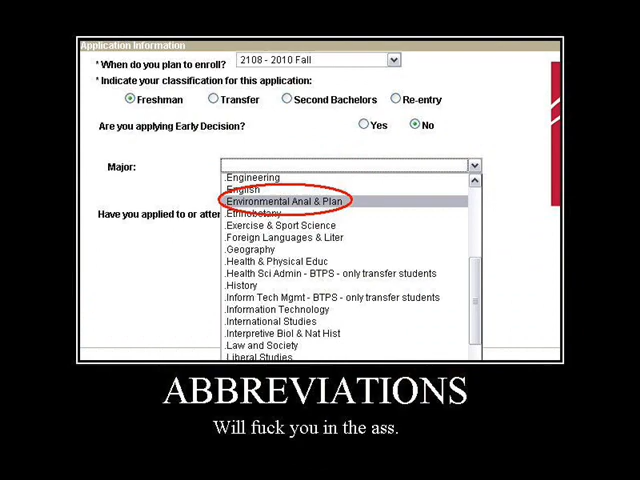 Application Information
* When do you plan to enroll? 2108 - 2010 Fall
* Indicate your classification for this application:
Freshman Transfer Second Bachelors Re-entry
Are you applying Early Decision? Yes No
Major:
.Engineering
.English
.Environmental Anal & Plan
.Ethnobotany
Have you applied to or atte
.Exercise & Sport Science
.Foreign Languages & Liter
.Geography
.Health & Physical Educ
.Health Sci Admin - BTPS - only transfer students
.History
.Inform Tech Mgmt - BTPS - only transfer students
.Information Technology
.International Studies
.Interpretive Biol & Nat Hist
.Law and Society
.Liberal Studies
ABBREVIATIONS
Will fuck you in the ass.